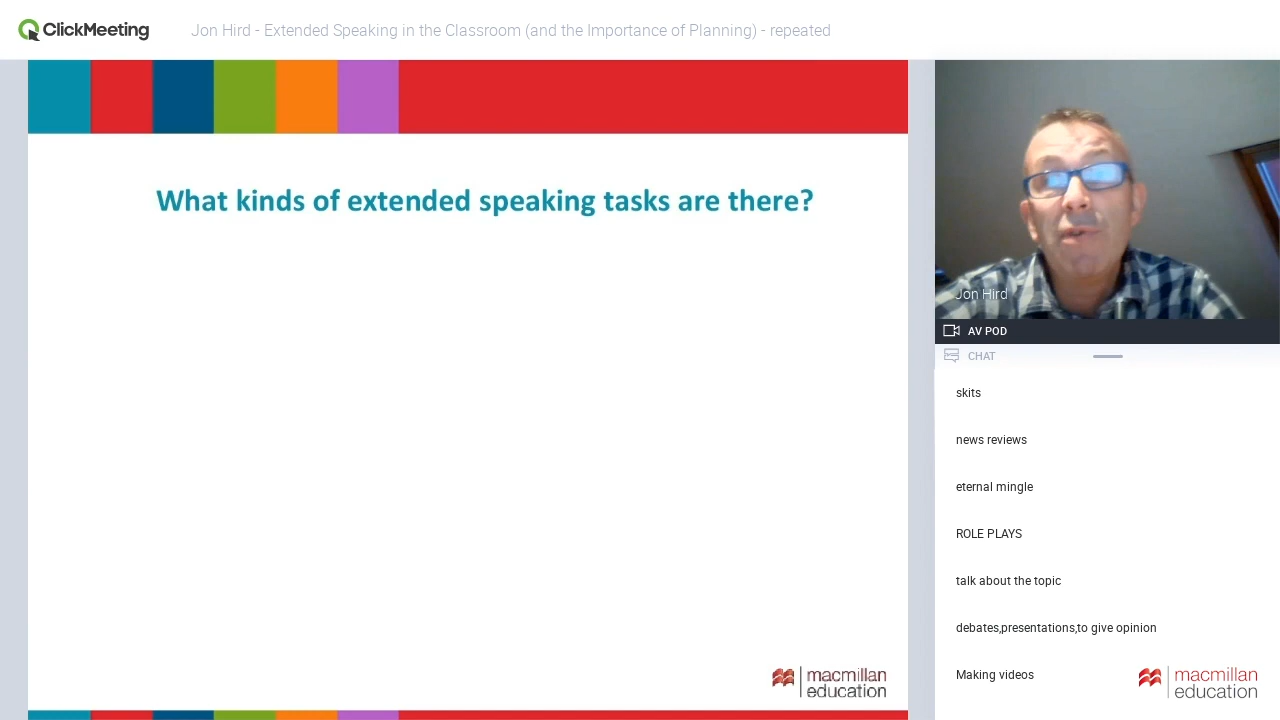 ClickMeeting
Jon Hird - Extended Speaking in the Classroom (and the Importance of Planning) - repeated
What kinds of extended speaking tasks are there?
macmillan
education
Jon Hird
AV POD
CHAT
skits
news reviews
eternal mingle
ROLE PLAYS
talk about the topic
debates,presentations,to give opinion
Making videos
macmillan
education